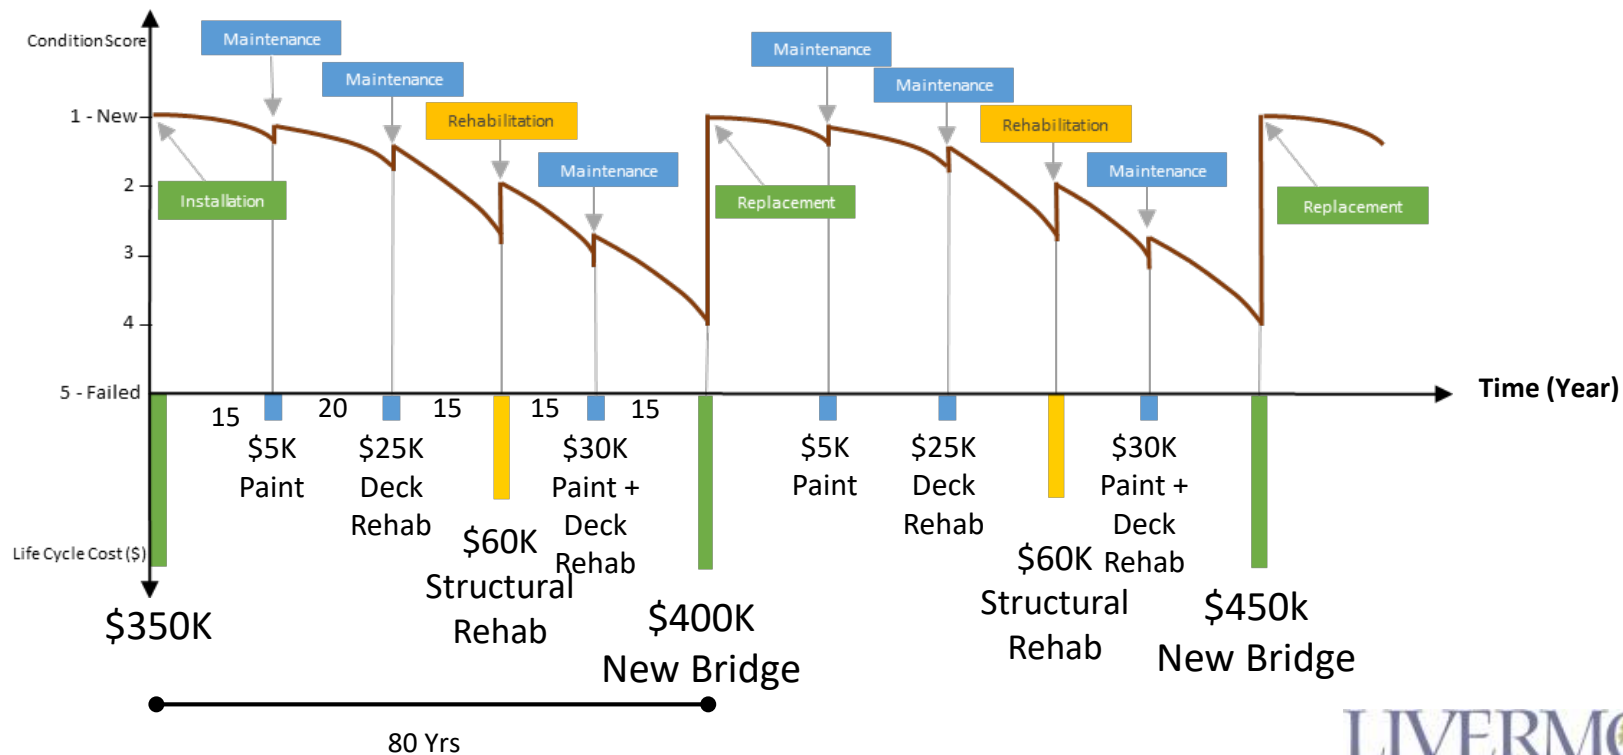 Condition Score
Maintenance
Maintenance
Maintenance
Maintenance
1 - New
Rehabilitation
Rehabilitation
Maintenance
Maintenance
2
Installation
Replacement
Replacement
3
4
5 - Failed
Time (Year)
15
20
15
15
15
$5K
Paint
$25K
Deck
Rehab
$60K
Structural
Rehab
$30K
Paint +
Deck
Rehab
$5K
Paint
$25K
Deck
Rehab
$60K
Structural
Rehab
$30K
Paint +
Deck
Rehab
Life Cycle Cost ($)
$350K
$400K
New Bridge
$450k
New Bridge
80 Yrs